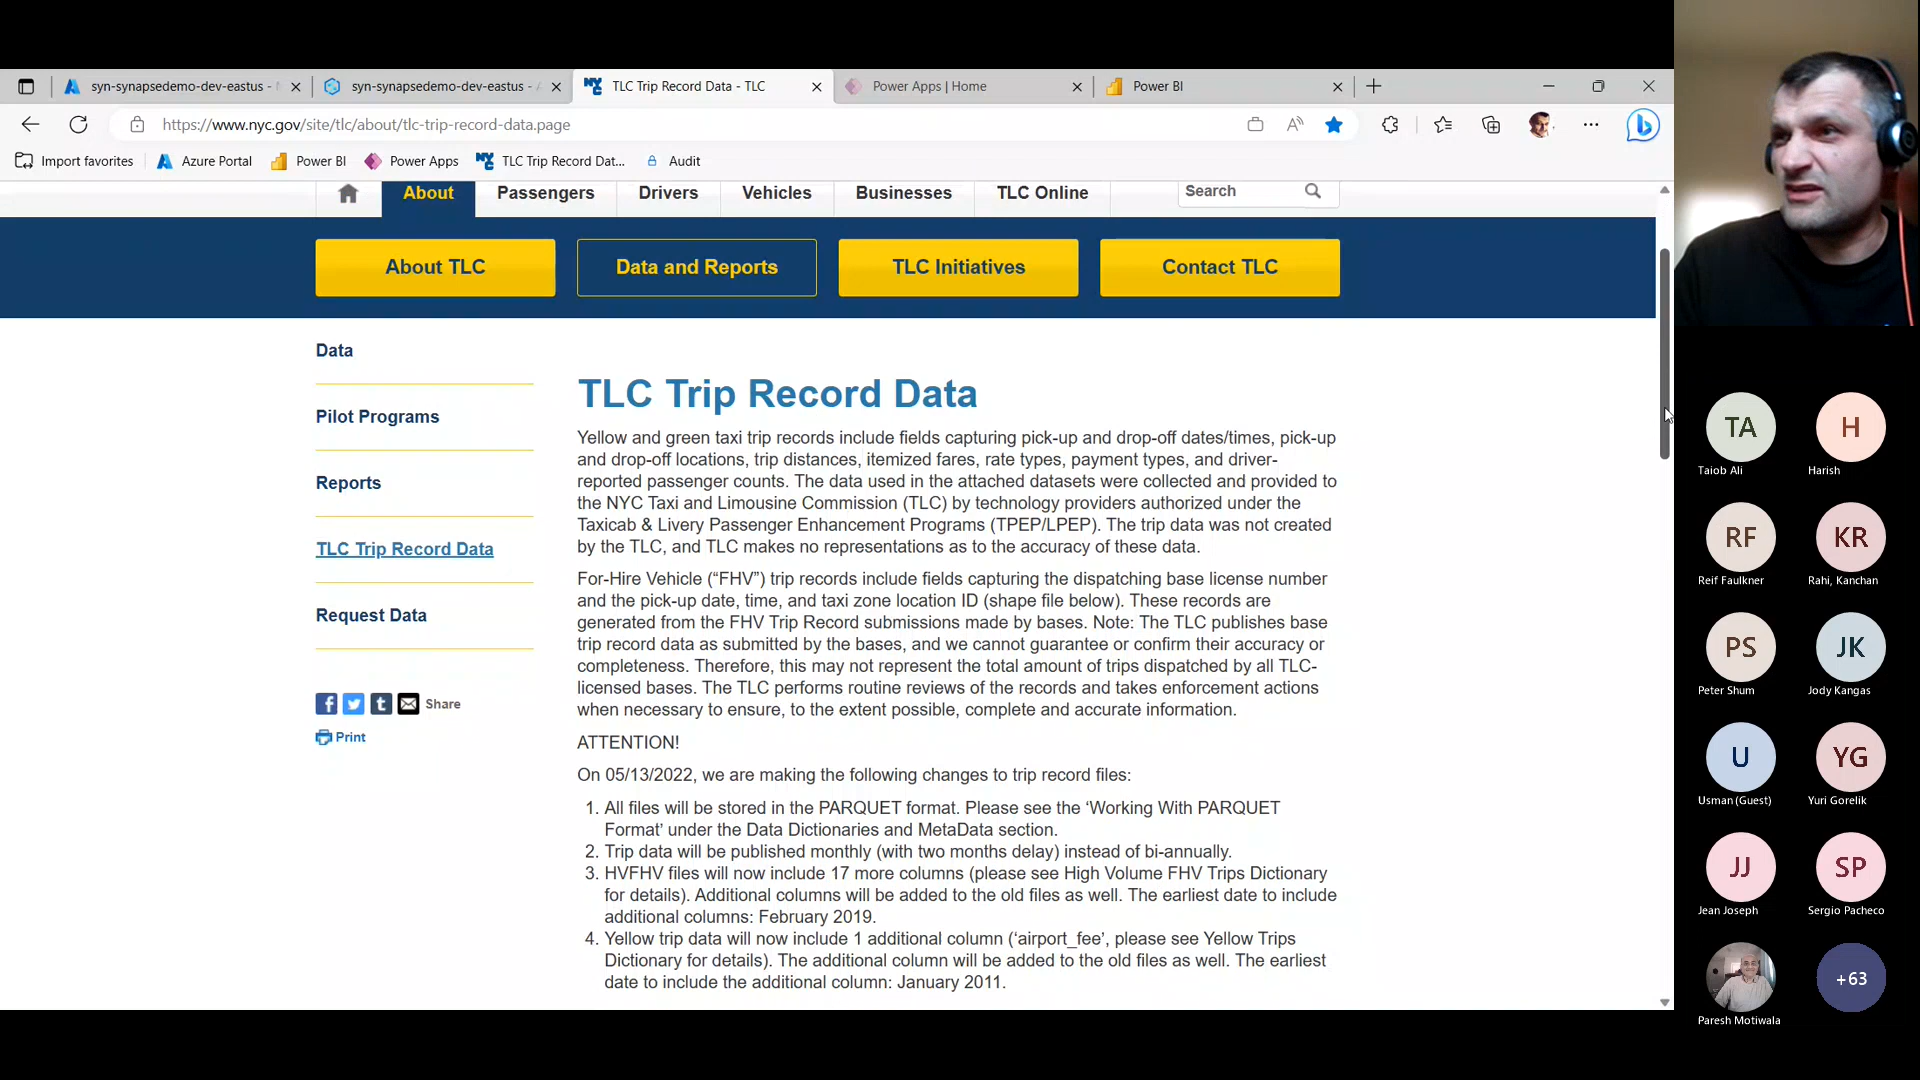 syn-synapsedemo-dev-eastus -
syn-synapsedemo-dev-eastus -
TLC Trip Record Data - TLC
Power Apps | Home
Power BI
https://www.nyc.gov/site/tlc/about/tlc-trip-record-data.page
Import favorites
Azure Portal
Power BI
Power Apps
TLC Trip Record Dat...
Audit
About
Passengers
Drivers
Vehicles
Businesses
TLC Online
Search
About TLC
Data and Reports
TLC Initiatives
Contact TLC
Data
Pilot Programs
Reports
TLC Trip Record Data
Request Data
Share
Print
TLC Trip Record Data
Yellow and green taxi trip records include fields capturing pick-up and drop-off dates/times, pick-up
and drop-off locations, trip distances, itemized fares, rate types, payment types, and driver-
reported passenger counts. The data used in the attached datasets were collected and provided to
the NYC Taxi and Limousine Commission (TLC) by technology providers authorized under the
Taxicab & Livery Passenger Enhancement Programs (TPEP/LPEP). The trip data was not created
by the TLC, and TLC makes no representations as to the accuracy of these data.
For-Hire Vehicle (“FHV”) trip records include fields capturing the dispatching base license number
and the pick-up date, time, and taxi zone location ID (shape file below). These records are
generated from the FHV Trip Record submissions made by bases. Note: The TLC publishes base
trip record data as submitted by the bases, and we cannot guarantee or confirm their accuracy or
completeness. Therefore, this may not represent the total amount of trips dispatched by all TLC-
licensed bases. The TLC performs routine reviews of the records and takes enforcement actions
when necessary to ensure, to the extent possible, complete and accurate information.
ATTENTION!
On 05/13/2022, we are making the following changes to trip record files:
1. All files will be stored in the PARQUET format. Please see the ‘Working With PARQUET
Format’ under the Data Dictionaries and MetaData section.
2. Trip data will be published monthly (with two months delay) instead of bi-annually.
3. HVFHV files will now include 17 more columns (please see High Volume FHV Trips Dictionary
for details). Additional columns will be added to the old files as well. The earliest date to include
additional columns: February 2019.
4. Yellow trip data will now include 1 additional column (‘airport_fee’, please see Yellow Trips
Dictionary for details). The additional column will be added to the old files as well. The earliest
date to include the additional column: January 2011.
TA
Taiob Ali
H
Harish
RF
Reif Faulkner
KR
Rahi, Kanchan
PS
Peter Shum
JK
Jody Kangas
U
Usman (Guest)
YG
Yuri Gorelik
JJ
Jean Joseph
SP
Sergio Pacheco
Paresh Motiwala
+63